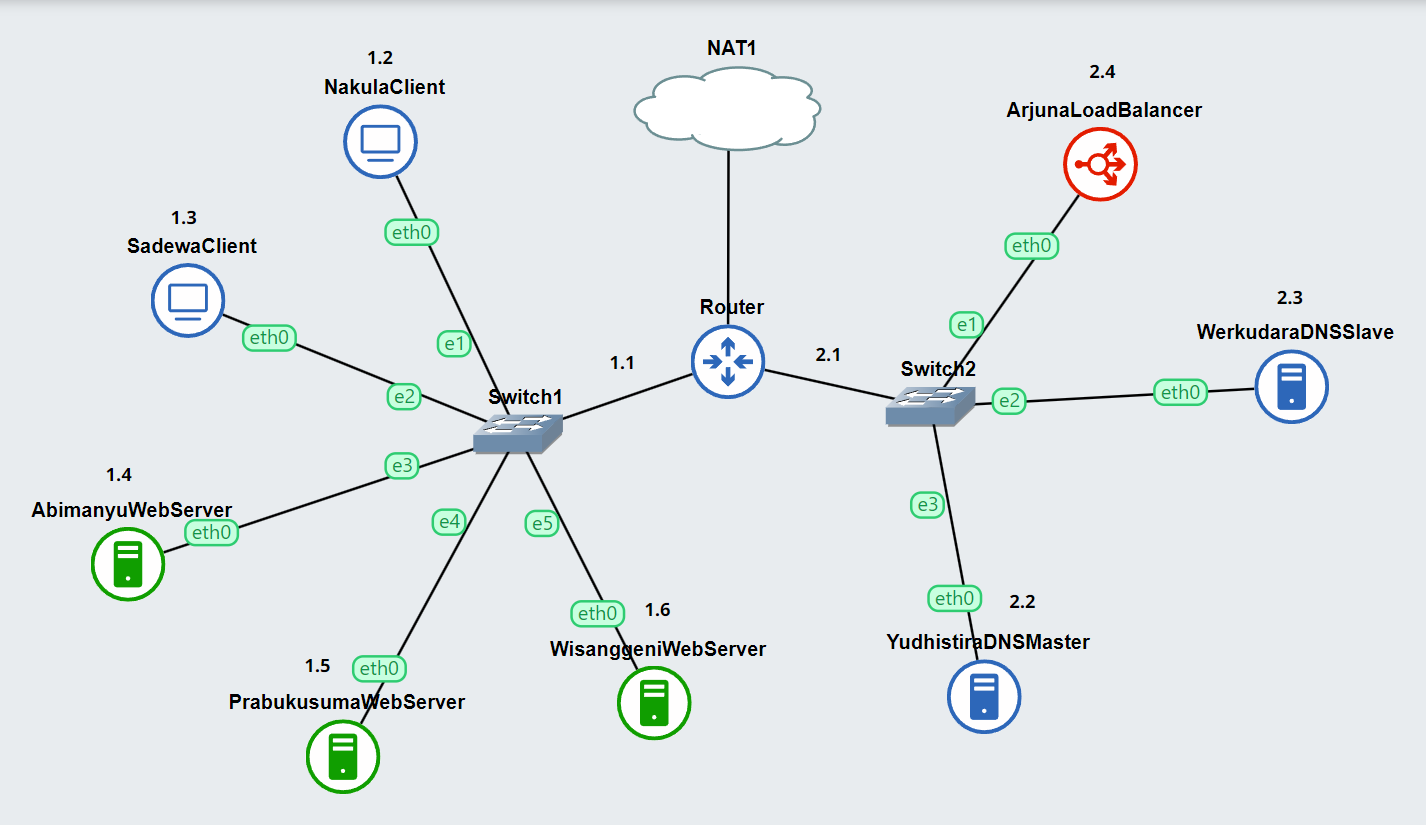 NAT1
1.2
NakulaClient
2.4
ArjunaLoadBalancer
1.3
SadewaClient
eth0
eth0
2.3
WerkudaraDNSSlave
Router
eth0
e1
e1
1.1
2.1
Switch2
e2
eth0
Switch1
e2
e3
1.4
AbimanyuWebServer
eth0
e3
e4
e5
eth0
2.2
YudhistiraDNSMaster
eth0
1.6
WisanggeniWebServer
1.5
eth0
PrabukusumaWebServer